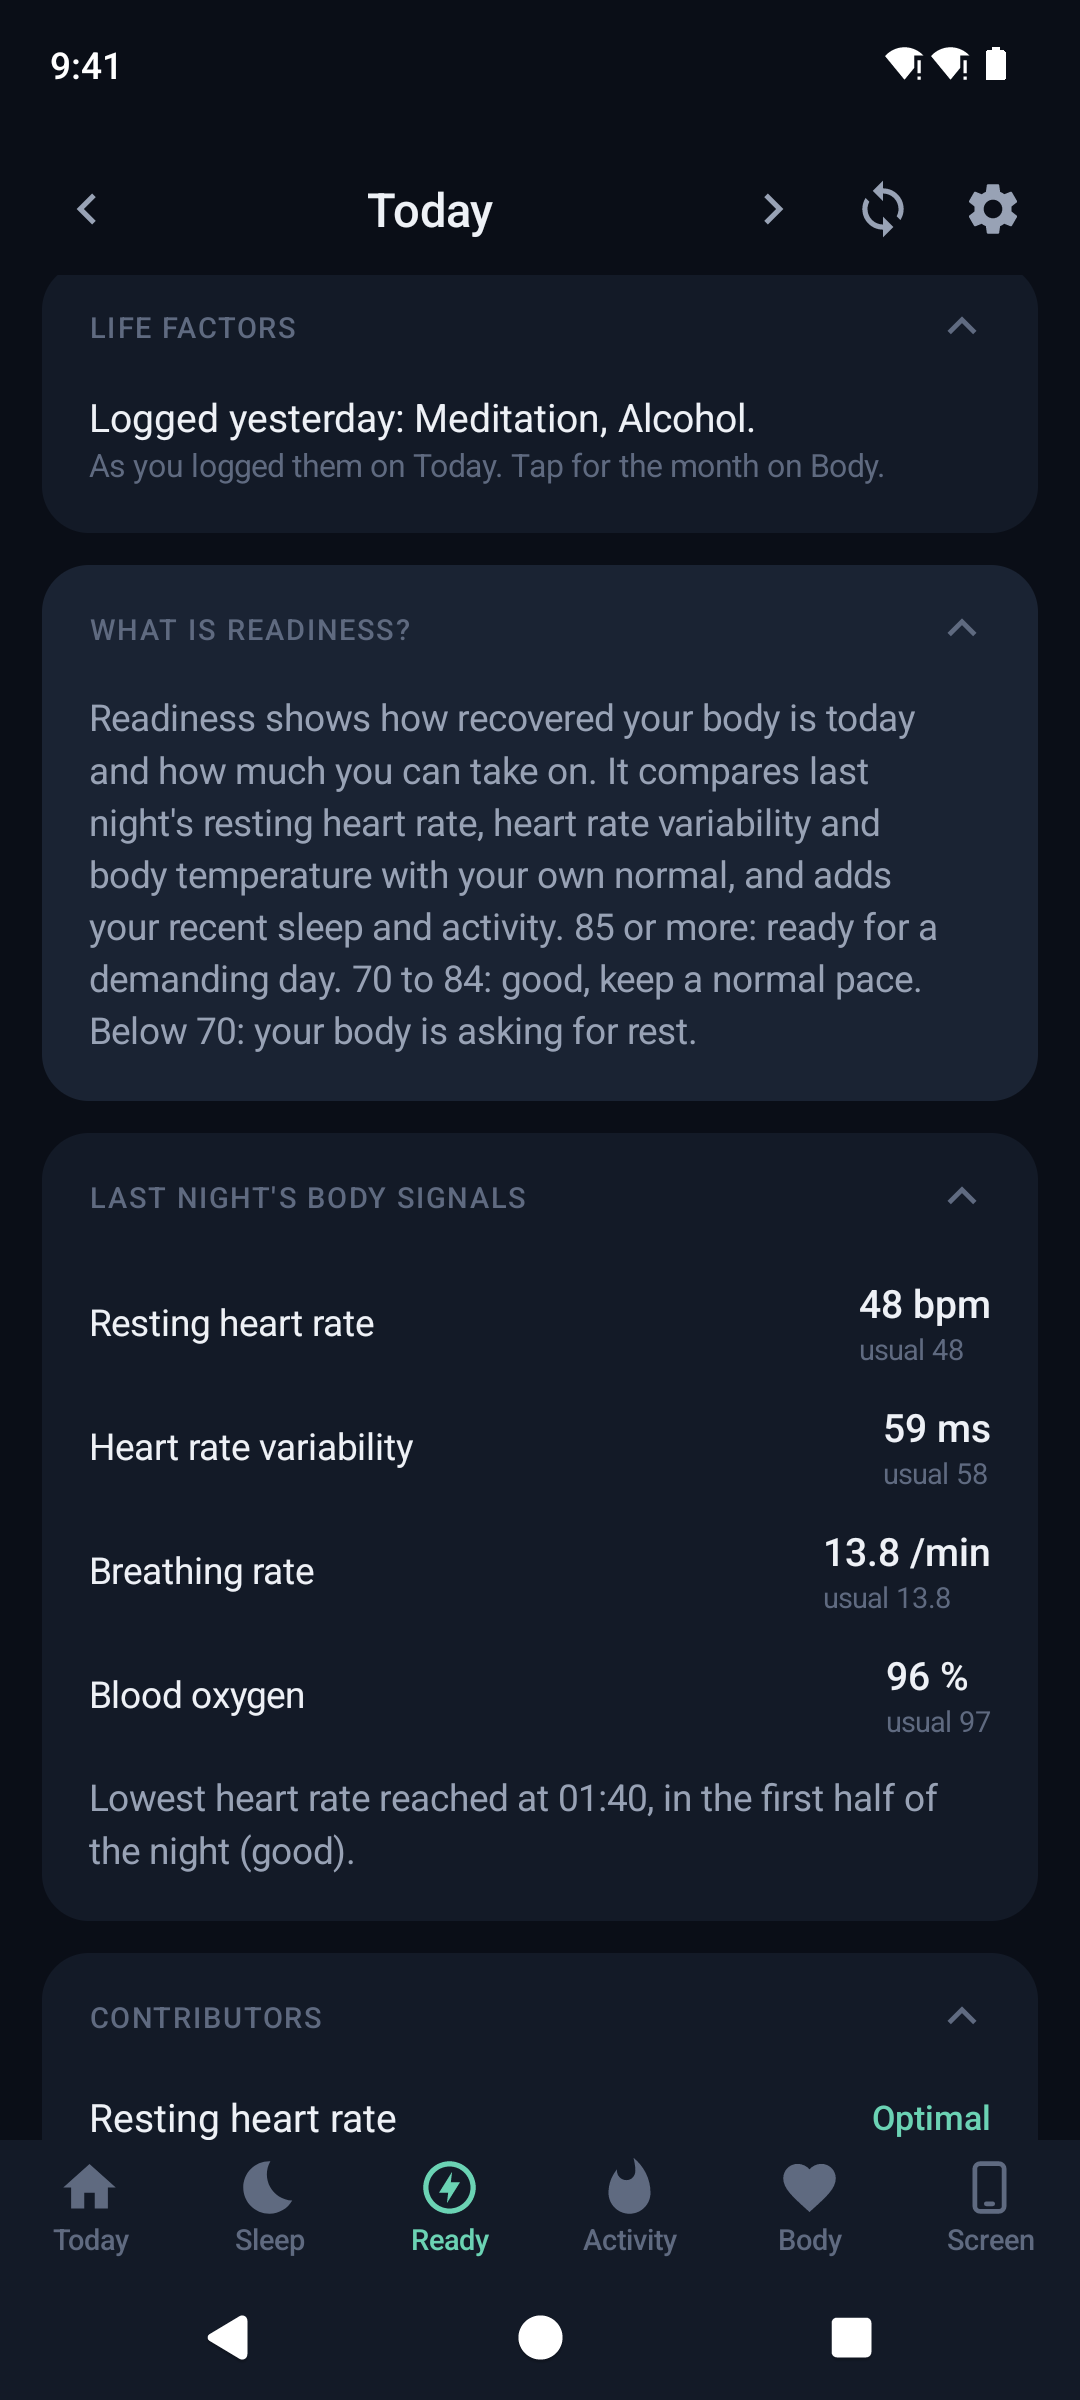 9:41
Today
LIFE FACTORS
Logged yesterday: Meditation, Alcohol.
As you logged them on Today. Tap for the month on Body.
WHAT IS READINESS?
Readiness shows how recovered your body is today
and how much you can take on. It compares last
night's resting heart rate, heart rate variability and
body temperature with your own normal, and adds
your recent sleep and activity. 85 or more: ready for a
demanding day. 70 to 84: good, keep a normal pace.
Below 70: your body is asking for rest.
LAST NIGHT'S BODY SIGNALS
Resting heart rate
48 bpm
usual 48
Heart rate variability
59 ms
usual 58
Breathing rate
13.8 /min
usual 13.8
Blood oxygen
96 %
usual 97
Lowest heart rate reached at 01:40, in the first half of
the night (good).
CONTRIBUTORS
Resting heart rate Optimal
Today Sleep Ready Activity Body Screen